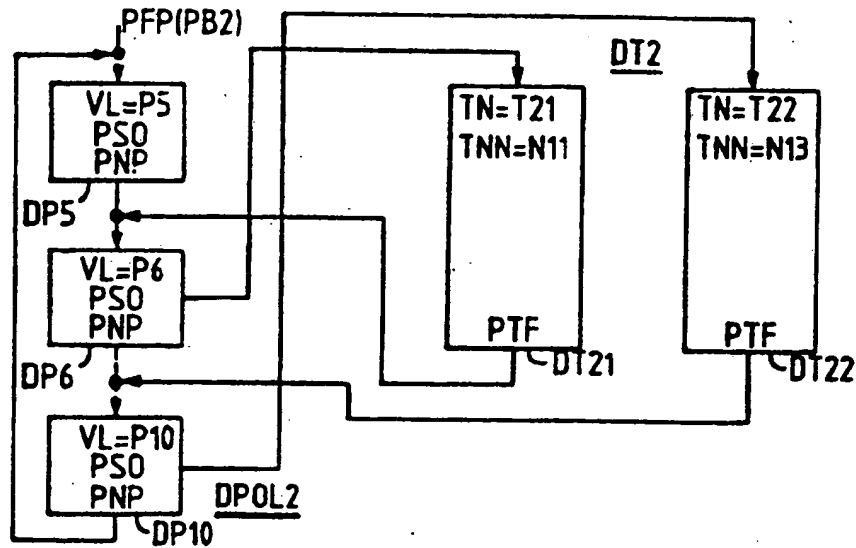 PFP(PB2)
DT2
VL=P5
PSO
PNP
DP5
TN=T21
TNN=N11
PTF
DT21
TN=T22
TNN=N13
PTF
DT22
VL=P6
PSO
PNP
DP6
VL=P10
PSO
PNP
DP10
DPOL2